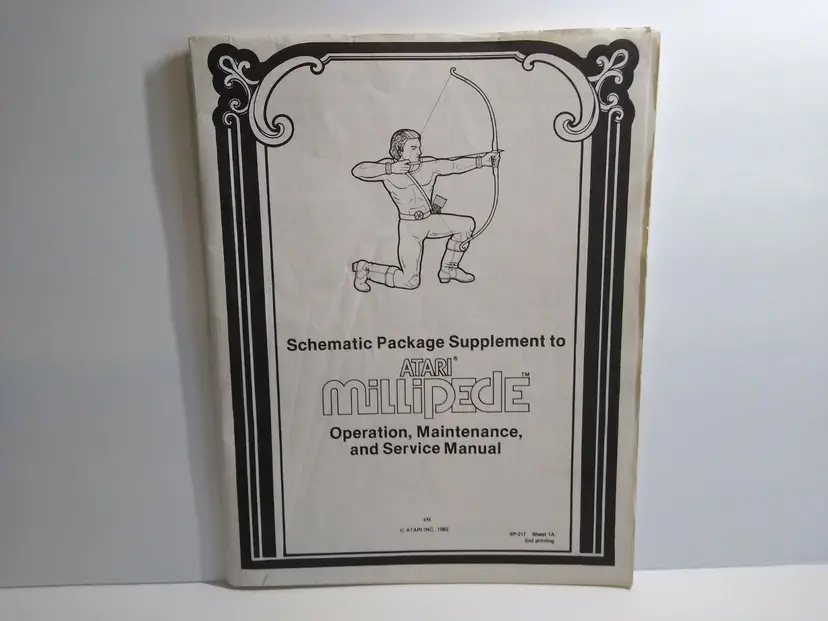 Schematic Package Supplement to
ATARI®
MILLIPEDE™
Operation, Maintenance,
and Service Manual
© ATARI INC. 1982
SP-217 Sheet 1A
2nd printing